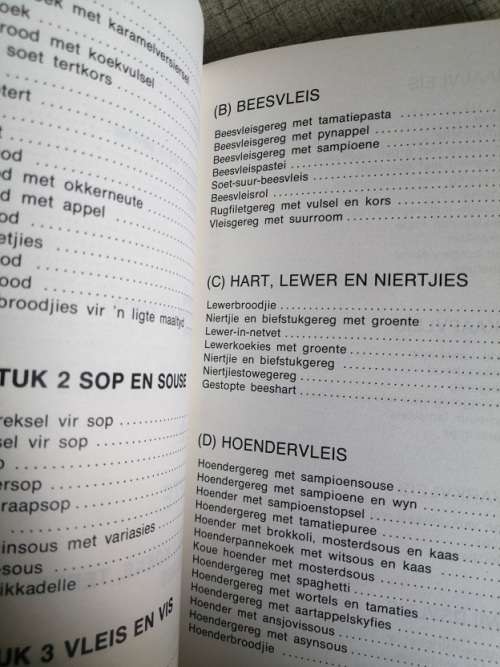 ek met karamelversiersel
oek
rood met koekvulsel
soet tertkors
tert
ood
d met okkerneute
d met appel
ood
etjies
ood
ood
broodjies vir 'n ligte maaltyd
TUK 2 SOP EN SOUSE
reksel vir sop
sel vir sop
p
ersop
raapsop
insous met variasies
-sous
ikkadelle
UK 3 VLEIS EN VIS
(B) BEESVLEIS
Beesvleisgereg met tamatiepasta
Beesvleisgereg met pynappel
Beesvleisgereg met sampioene
Beesvleispastei
Soet-suur-beesvleis
Beesvleisrol
Rugfiletgereg met vulsel en kors
Vleisgereg met suurroom
(C) HART, LEWER EN NIERTJIES
Lewerbroodjie
Niertjie en biefstukgereg met groente
Lewer-in-netvet
Lewerkoekies met groente
Niertjie en biefstukgereg
Niertjiestowegereg
Gestopte beeshart
(D) HOENDERVLEIS
Hoendergereg met sampioensouse
Hoendergereg met sampioene en wyn
Hoender met sampioenstopsel
Hoendergereg met tamatiepuree
Hoender met brokkoli, mosterdsous en kaas
Hoenderpannekoek met witsous en kaas
Koue hoender met mosterdsous
Hoendergereg met spaghetti
Hoendergereg met wortels en tamaties
Hoendergereg met aartappelskyfies
Hoender met ansjovissous
Hoendergereg met asynsous
Hoenderbroodjie